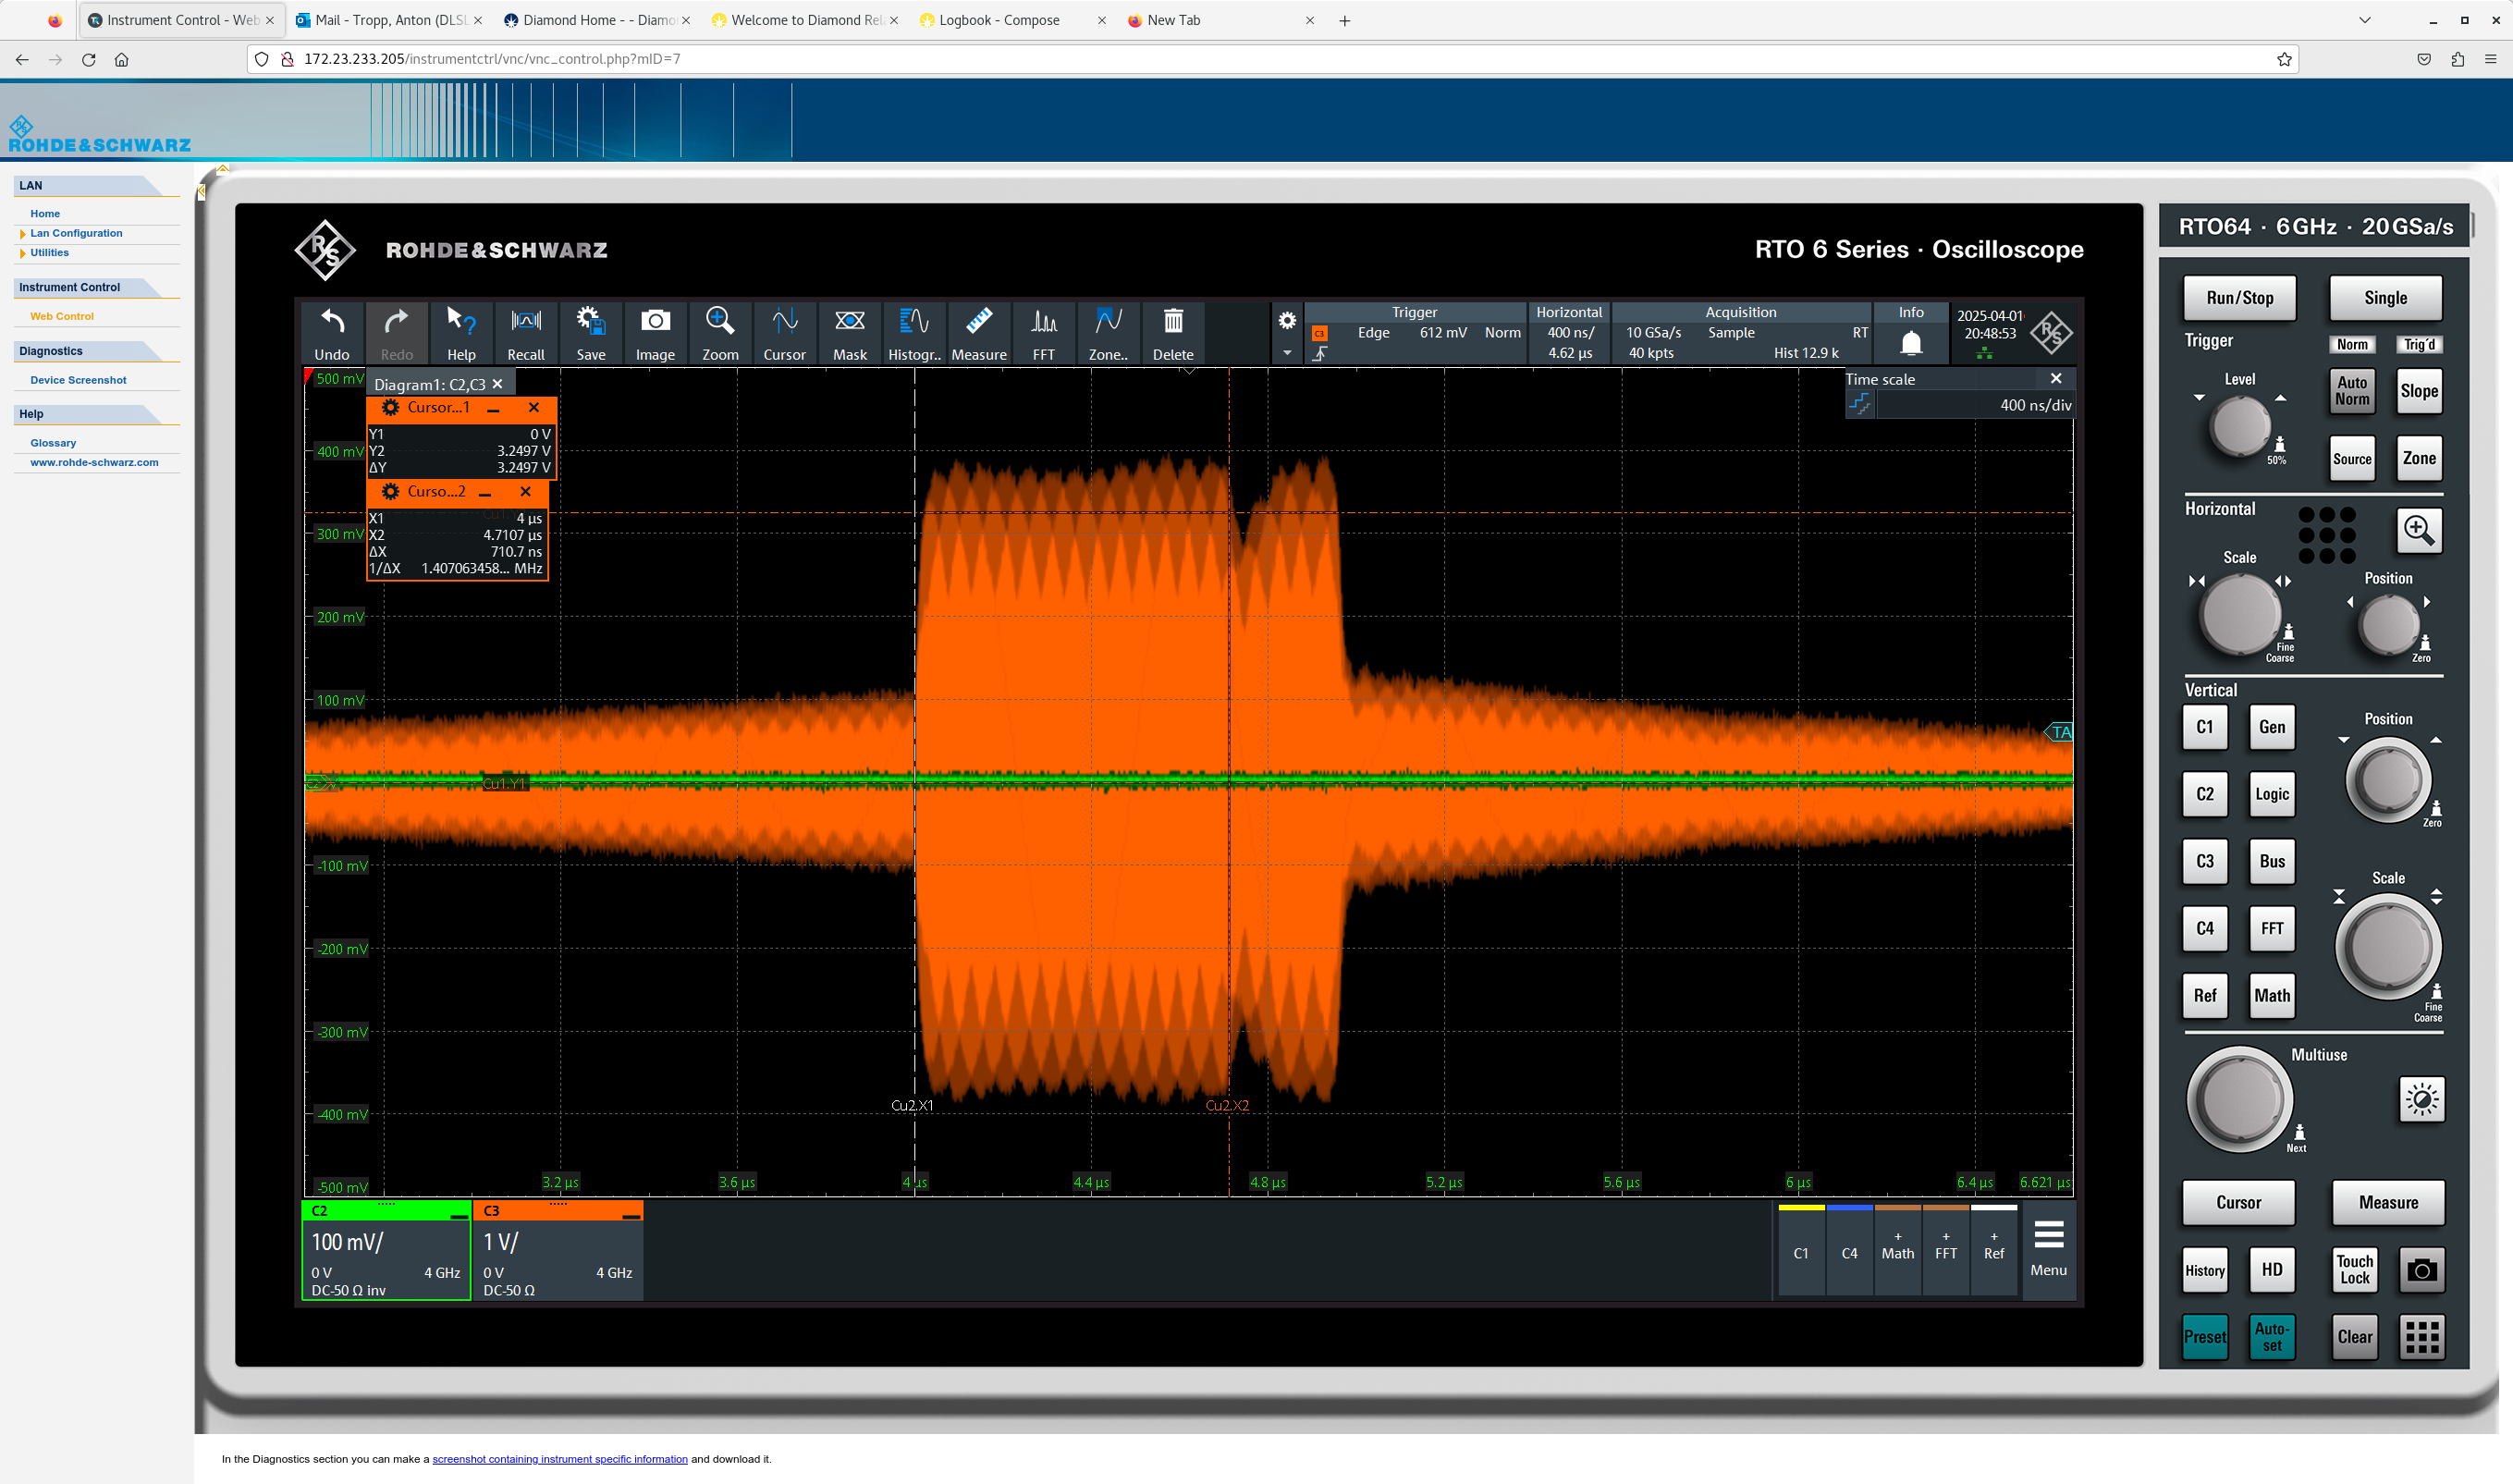 Instrument Control - Web
Mail - Tropp, Anton (DLSL
Diamond Home - - Diamo
Welcome to Diamond Rel
Logbook - Compose
New Tab
172.23.233.205/instrumentctrl/vnc/vnc_control.php?mID=7
ROHDE&SCHWARZ
LAN
Home
Lan Configuration
Utilities
Instrument Control
Web Control
Diagnostics
Device Screenshot
Help
Glossary
www.rohde-schwarz.com
ROHDE&SCHWARZ
RTO 6 Series · Oscilloscope
Undo
Redo
Help
Recall
Save
Image
Zoom
Cursor
Mask
Histogr..
Measure
FFT
Zone..
Delete
Trigger
C3
Edge 612 mV Norm
Horizontal
400 ns/
4.62 µs
Acquisition
10 GSa/s Sample RT
40 kpts Hist 12.9 k
Info
2025-04-01
20:48:53
Diagram1: C2,C3
Cursor...1
Y1 0 V
Y2 3.2497 V
ΔY 3.2497 V
Curso...2
X1 4 µs
X2 4.7107 µs
ΔX 710.7 ns
1/ΔX 1.407063458... MHz
Time scale
400 ns/div
500 mV
400 mV
300 mV
200 mV
100 mV
-100 mV
-200 mV
-300 mV
-400 mV
-500 mV
TA
Cu1.Y1
Cu2.X1
Cu2.X2
3.2 µs
3.6 µs
4 µs
4.4 µs
4.8 µs
5.2 µs
5.6 µs
6 µs
6.4 µs
6.621 µs
C2
100 mV/
0 V 4 GHz
DC-50 Ω inv
C3
1 V/
0 V 4 GHz
DC-50 Ω
C1
C4
+ Math
+ FFT
+ Ref
Menu
RTO64 · 6 GHz · 20 GSa/s
Run/Stop
Single
Trigger
Norm
Trig'd
Level
50%
Auto Norm
Slope
Source
Zone
Horizontal
Scale
Fine
Coarse
Position
Zero
Vertical
C1
Gen
C2
Logic
C3
Bus
C4
FFT
Ref
Math
Position
Zero
Scale
Fine
Coarse
Multiuse
Next
Cursor
Measure
History
HD
Touch Lock
Preset
Auto-set
Clear
In the Diagnostics section you can make a screenshot containing instrument specific information and download it.